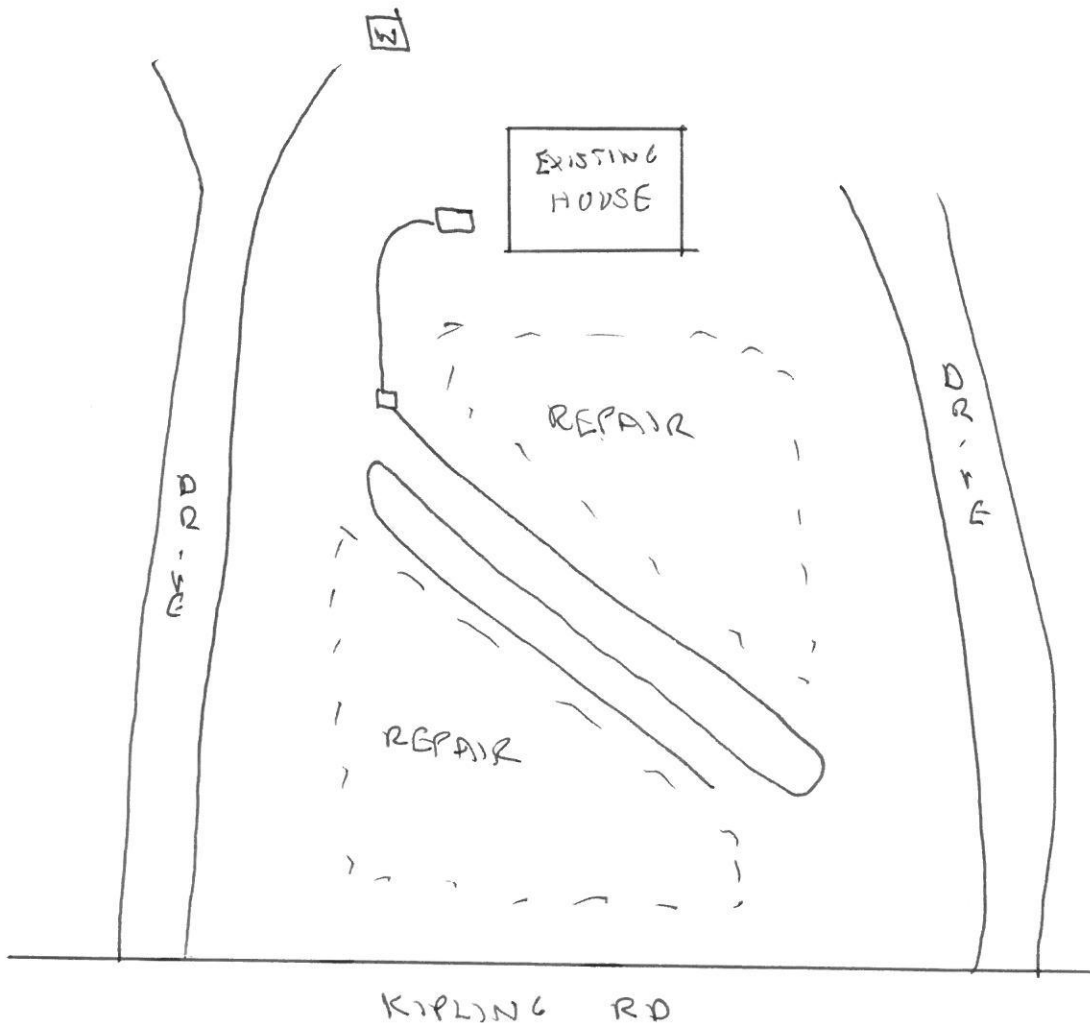 W
EXISTING
HOUSE
DRIVE
REPAIR
DRIVE
REPAIR
KIPLING RD